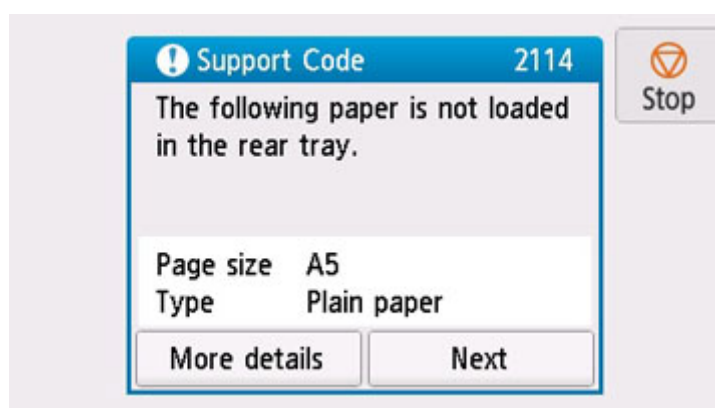 Support Code 2114
Stop
The following paper is not loaded
in the rear tray.
Page size A5
Type Plain paper
More details Next